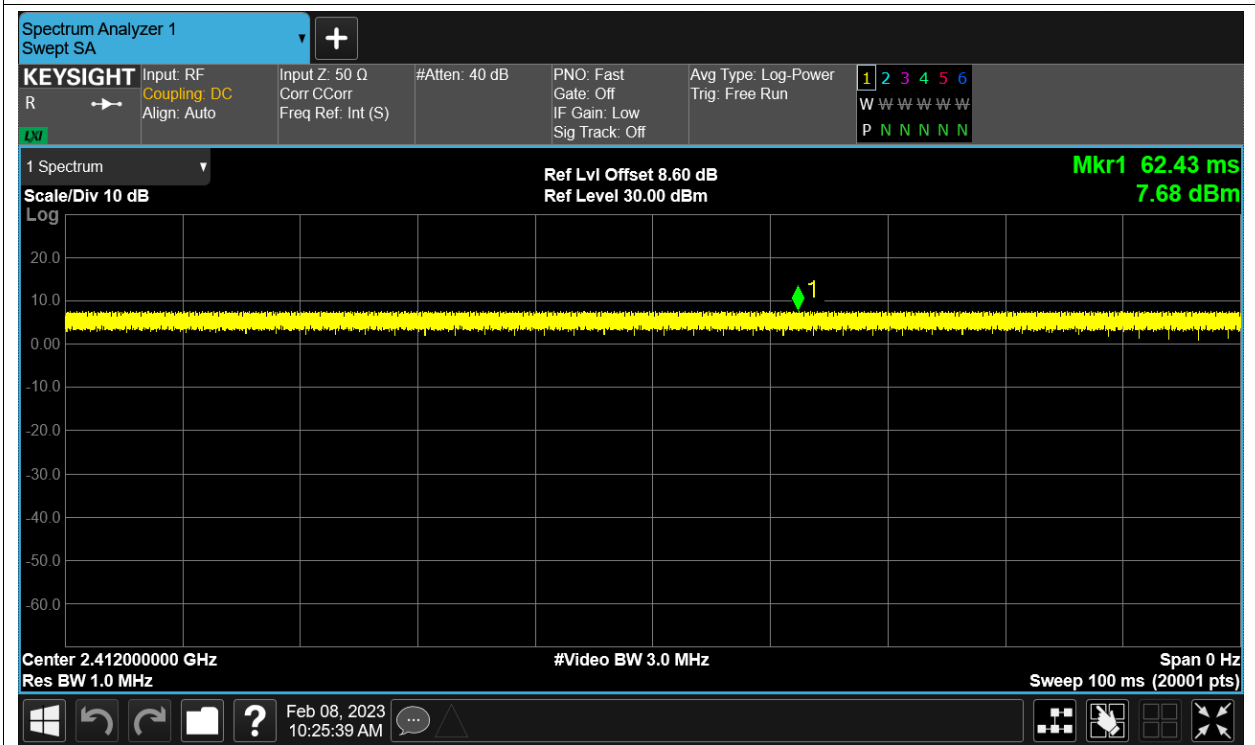 Spectrum Analyzer 1
Swept SA
KEYSIGHT
R
LXI
Input: RF
Coupling: DC
Align: Auto
Input Z: 50 Ω
Corr CCorr
Freq Ref: Int (S)
#Atten: 40 dB
PNO: Fast
Gate: Off
IF Gain: Low
Sig Track: Off
Avg Type: Log-Power
Trig: Free Run
1 2 3 4 5 6
W W W W W W
P N N N N N
1 Spectrum
Scale/Div 10 dB
Log
Ref Lvl Offset 8.60 dB
Ref Level 30.00 dBm
Mkr1 62.43 ms
7.68 dBm
20.0
10.0
0.00
-10.0
-20.0
-30.0
-40.0
-50.0
-60.0
1
Center 2.412000000 GHz
Res BW 1.0 MHz
#Video BW 3.0 MHz
Span 0 Hz
Sweep 100 ms (20001 pts)
?
Feb 08, 2023
10:25:39 AM